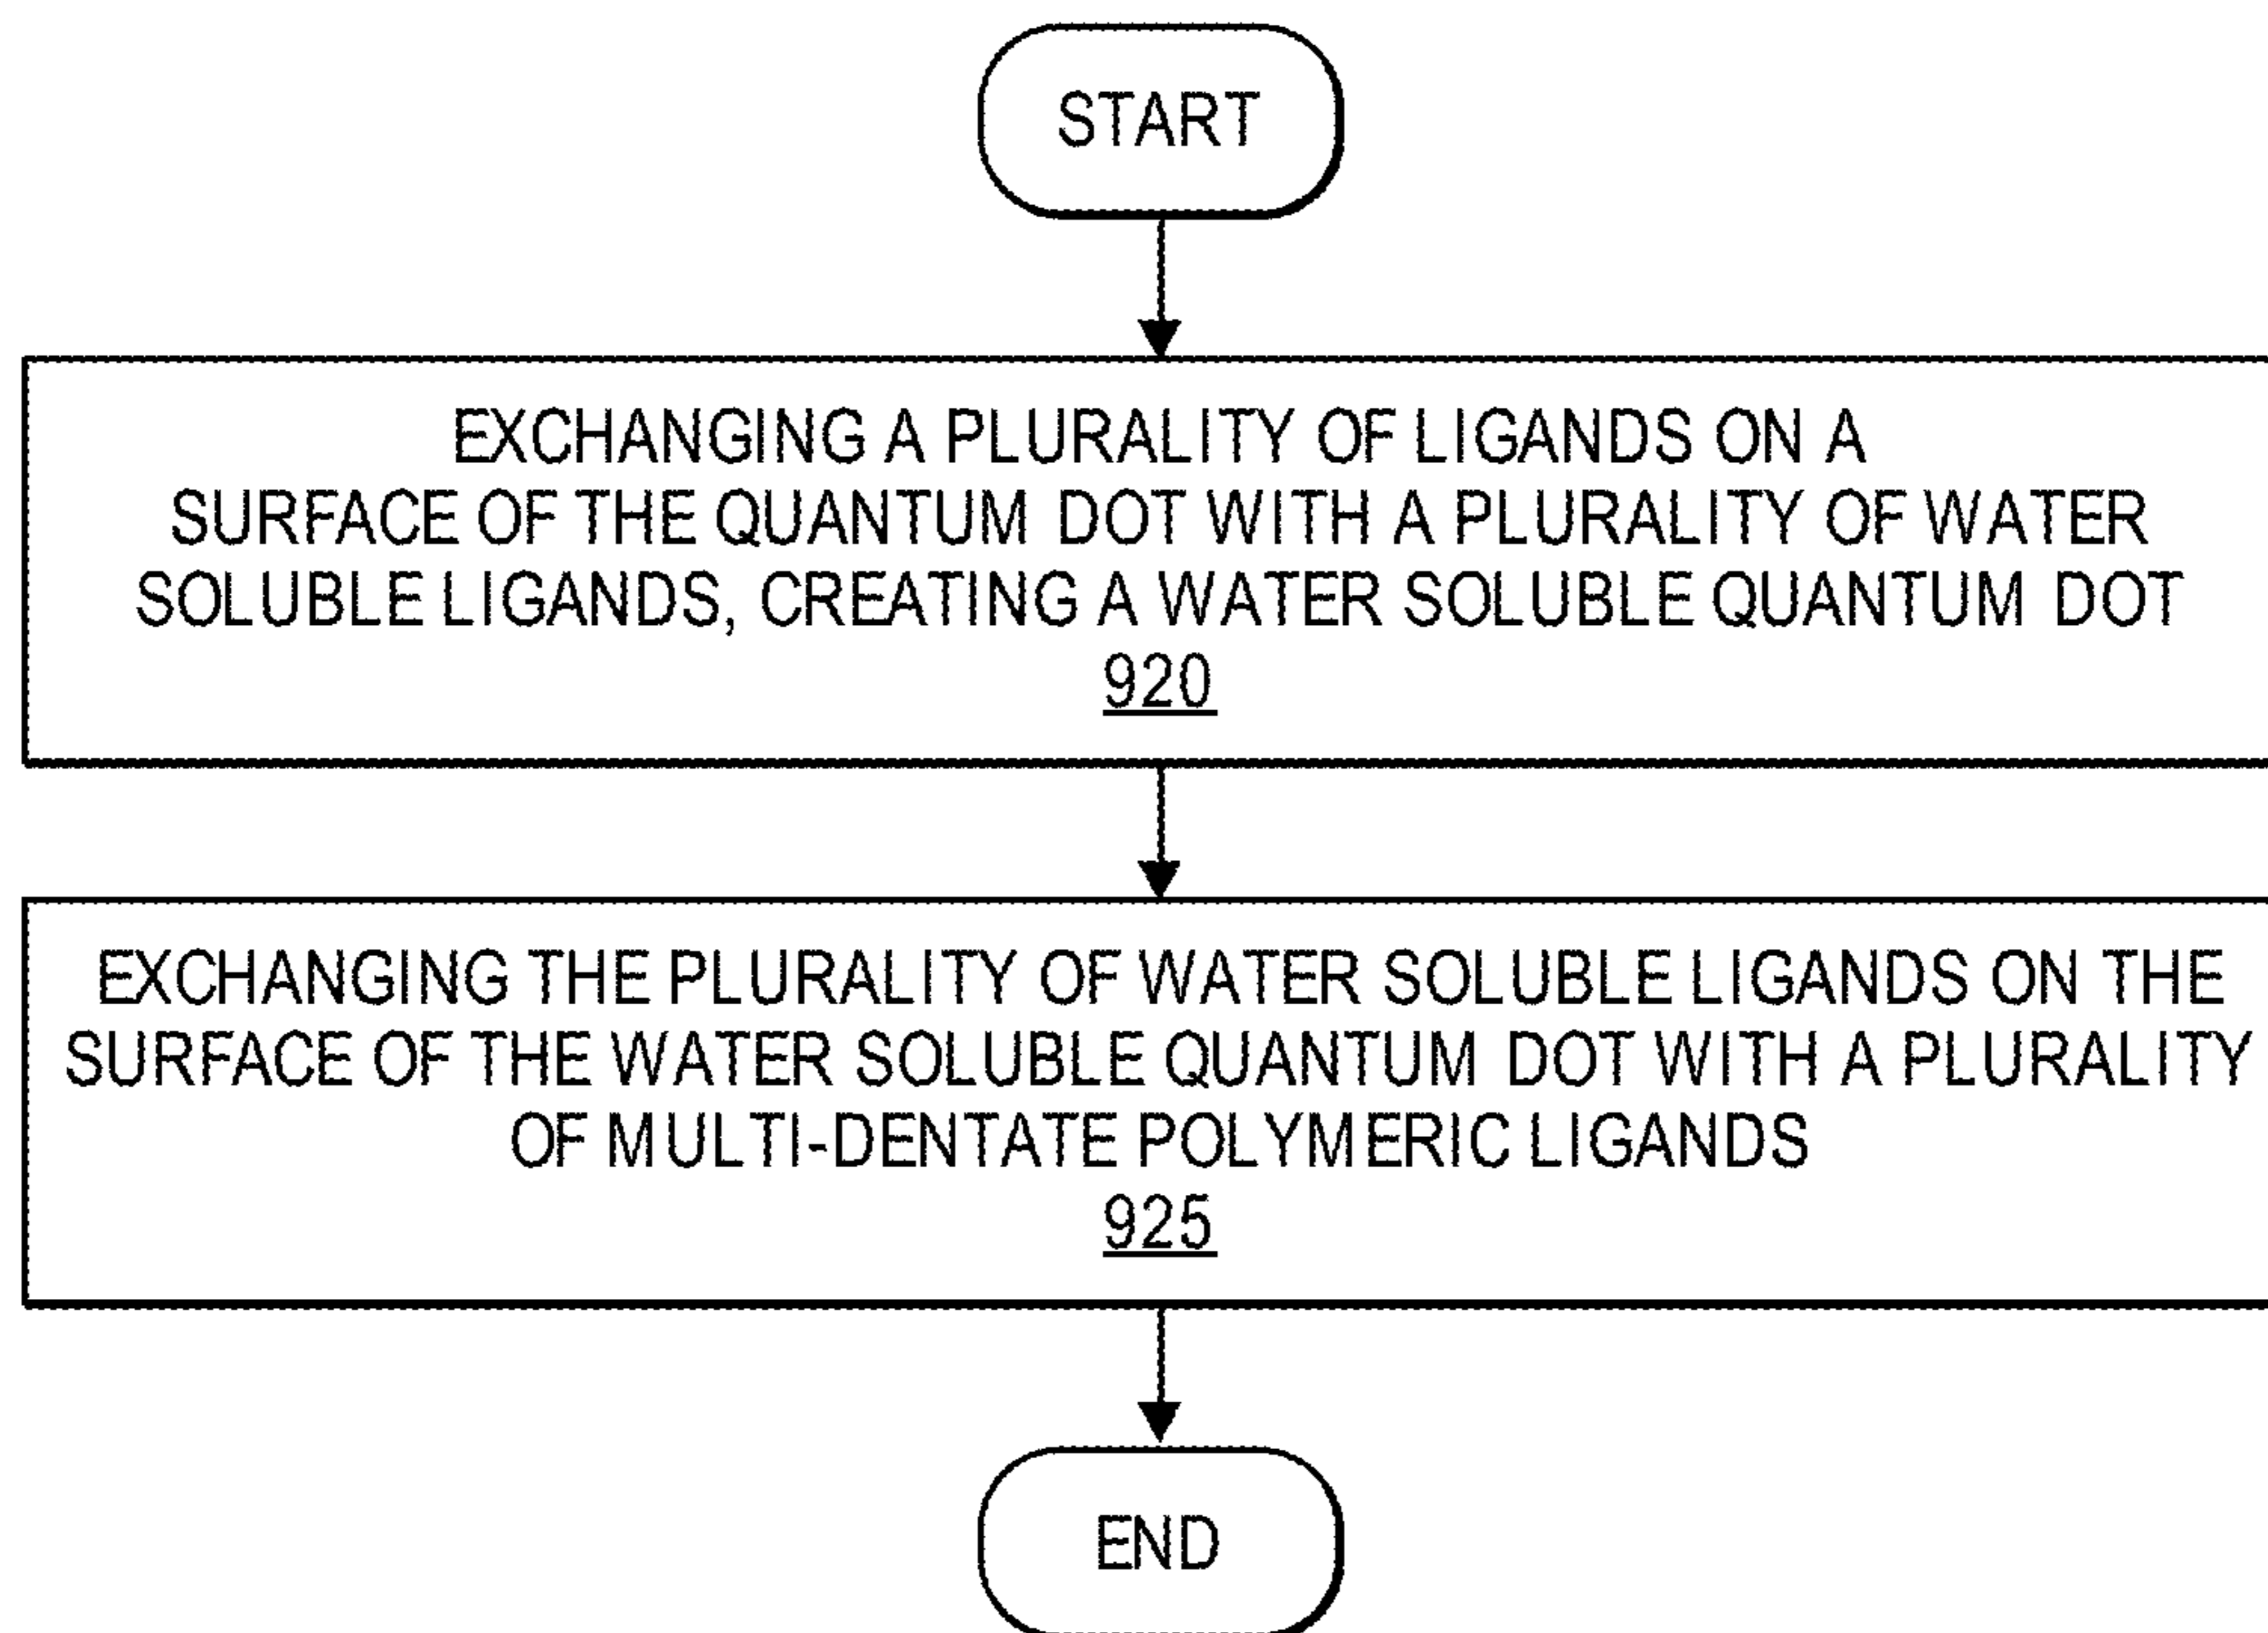 START
EXCHANGING A PLURALITY OF LIGANDS ON A
SURFACE OF THE QUANTUM DOT WITH A PLURALITY OF WATER
SOLUBLE LIGANDS, CREATING A WATER SOLUBLE QUANTUM DOT
920
EXCHANGING THE PLURALITY OF WATER SOLUBLE LIGANDS ON THE
SURFACE OF THE WATER SOLUBLE QUANTUM DOT WITH A PLURALITY
OF MULTI-DENTATE POLYMERIC LIGANDS
925
END